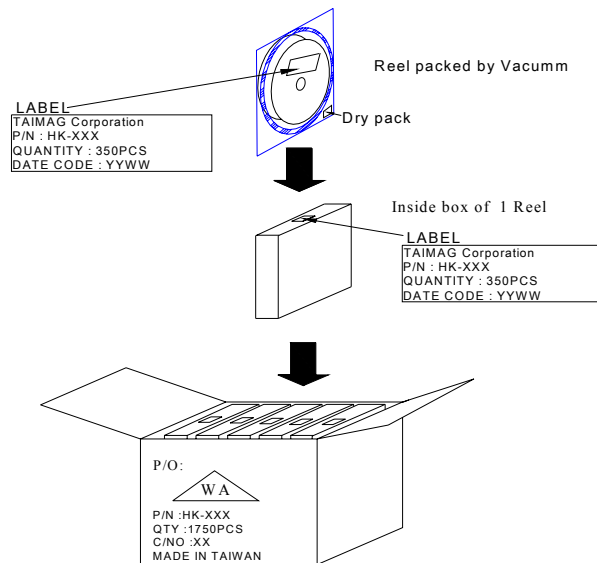 Reel packed by Vacumm
LABEL
TAIMAG Corporation
P/N : HK-XXX
QUANTITY : 350PCS
DATE CODE : YYWW
Dry pack
Inside box of 1 Reel
LABEL
TAIMAG Corporation
P/N : HK-XXX
QUANTITY : 350PCS
DATE CODE : YYWW
P/O:
WA
P/N :HK-XXX
QTY :1750PCS
C/NO :XX
MADE IN TAIWAN